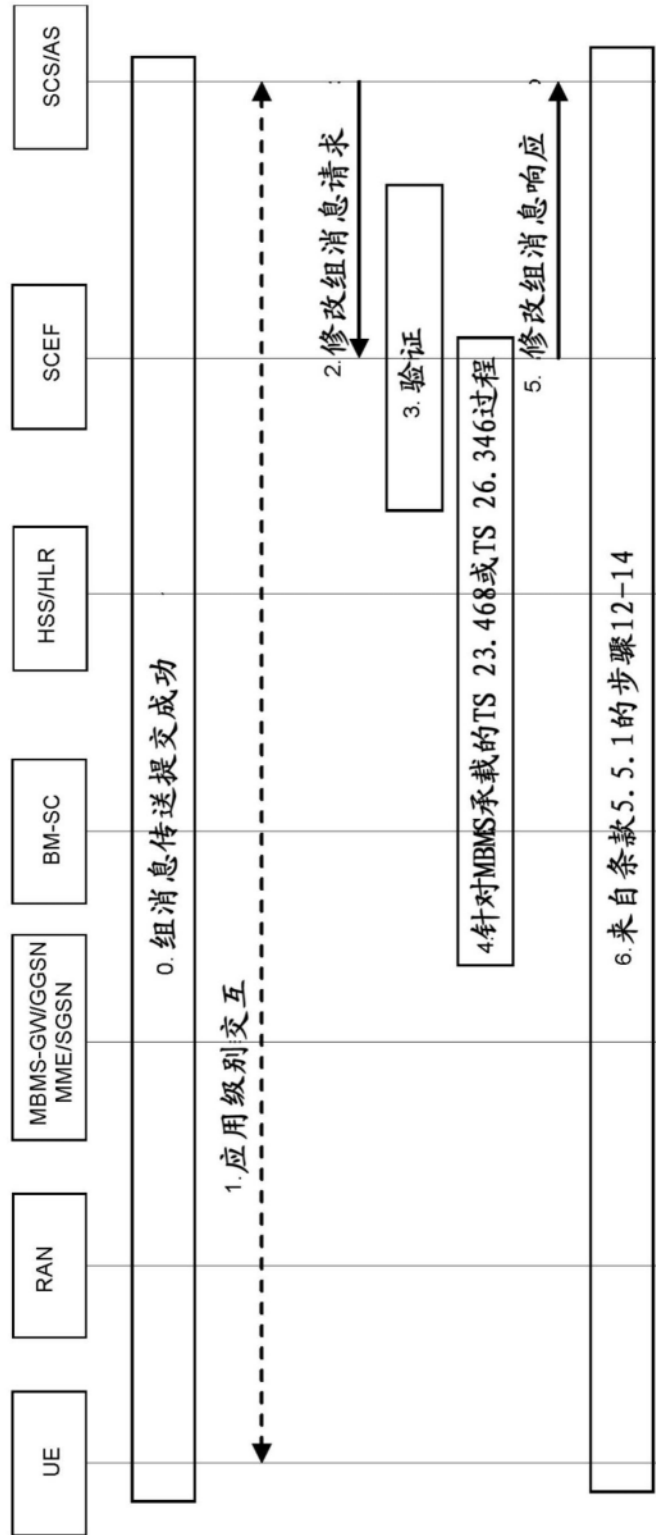 UE
RAN
MBMS-GW/GGSN
MME/SGSN
BM-SC
HSS/HLR
SCEF
SCS/AS
0. 组消息传送提交成功
1. 应用级别交互
2. 修改组消息请求
3. 验证
4.针对MBMS承载的TS 23.468或TS 26.346过程
5. 修改组消息响应
6.来自条款5.5.1的步骤12-14